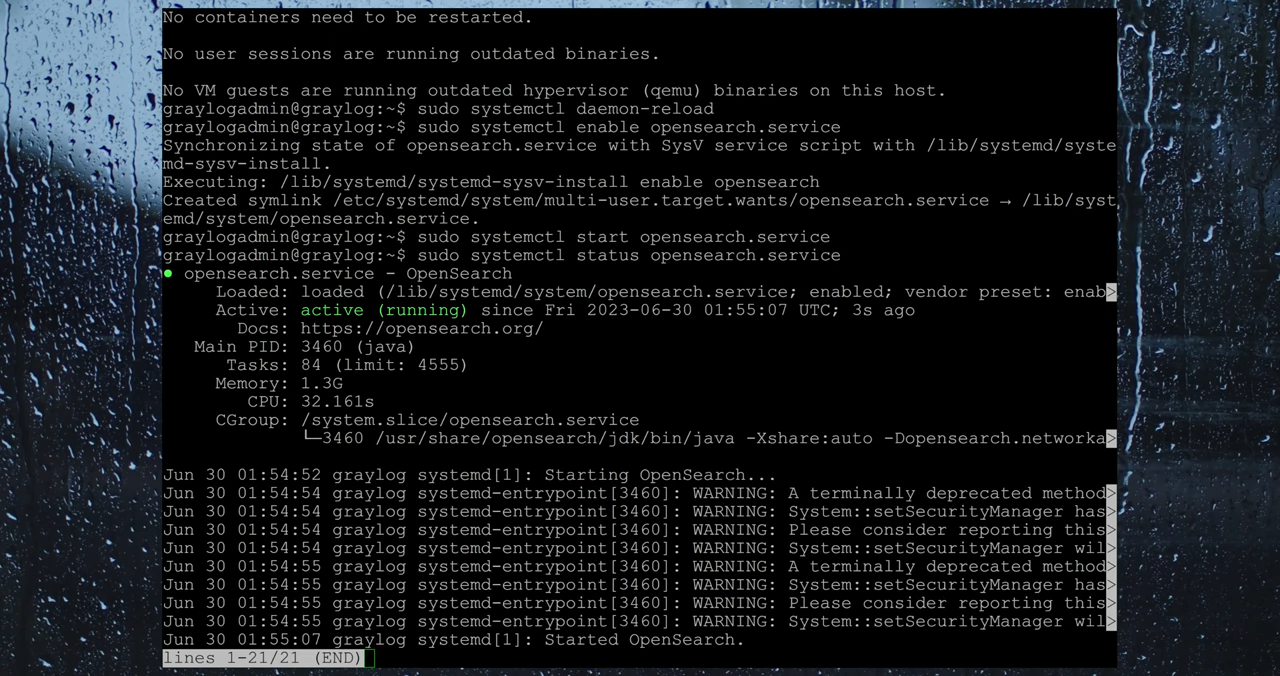 No containers need to be restarted.
No user sessions are running outdated binaries.
No VM guests are running outdated hypervisor (qemu) binaries on this host.
graylogadmin@graylog:~$ sudo systemctl daemon-reload
graylogadmin@graylog:~$ sudo systemctl enable opensearch.service
Synchronizing state of opensearch.service with SysV service script with /lib/systemd/syste
md-sysv-install.
Executing: /lib/systemd/systemd-sysv-install enable opensearch
Created symlink /etc/systemd/system/multi-user.target.wants/opensearch.service → /lib/syst
emd/system/opensearch.service.
graylogadmin@graylog:~$ sudo systemctl start opensearch.service
graylogadmin@graylog:~$ sudo systemctl status opensearch.service
● opensearch.service - OpenSearch
Loaded: loaded (/lib/systemd/system/opensearch.service; enabled; vendor preset: enab>
Active: active (running) since Fri 2023-06-30 01:55:07 UTC; 3s ago
Docs: https://opensearch.org/
Main PID: 3460 (java)
Tasks: 84 (limit: 4555)
Memory: 1.3G
CPU: 32.161s
CGroup: /system.slice/opensearch.service
└─3460 /usr/share/opensearch/jdk/bin/java -Xshare:auto -Dopensearch.networka>
Jun 30 01:54:52 graylog systemd[1]: Starting OpenSearch...
Jun 30 01:54:54 graylog systemd-entrypoint[3460]: WARNING: A terminally deprecated method>
Jun 30 01:54:54 graylog systemd-entrypoint[3460]: WARNING: System::setSecurityManager has>
Jun 30 01:54:54 graylog systemd-entrypoint[3460]: WARNING: Please consider reporting this>
Jun 30 01:54:54 graylog systemd-entrypoint[3460]: WARNING: System::setSecurityManager wil>
Jun 30 01:54:55 graylog systemd-entrypoint[3460]: WARNING: A terminally deprecated method>
Jun 30 01:54:55 graylog systemd-entrypoint[3460]: WARNING: System::setSecurityManager has>
Jun 30 01:54:55 graylog systemd-entrypoint[3460]: WARNING: Please consider reporting this>
Jun 30 01:54:55 graylog systemd-entrypoint[3460]: WARNING: System::setSecurityManager wil>
Jun 30 01:55:07 graylog systemd[1]: Started OpenSearch.
lines 1-21/21 (END)